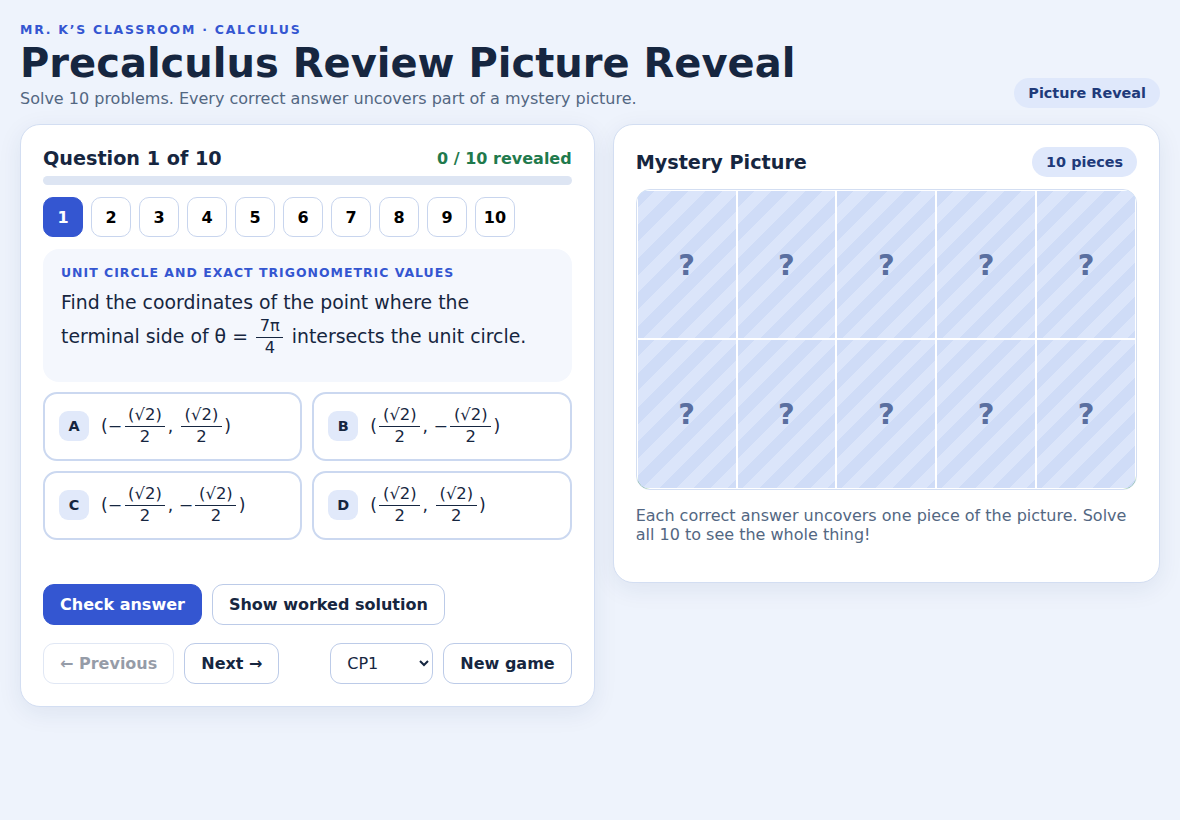 MR. K’S CLASSROOM · CALCULUS
Precalculus Review Picture Reveal
Solve 10 problems. Every correct answer uncovers part of a mystery picture.
Picture Reveal
Question 1 of 10
0 / 10 revealed
1 2 3 4 5 6 7 8 9 10
UNIT CIRCLE AND EXACT TRIGONOMETRIC VALUES
Find the coordinates of the point where the
terminal side of θ = 7π/4 intersects the unit circle.
A (−(√2)/2, (√2)/2)
B ((√2)/2, −(√2)/2)
C (−(√2)/2, −(√2)/2)
D ((√2)/2, (√2)/2)
Check answer
Show worked solution
← Previous
Next →
CP1
New game
Mystery Picture
10 pieces
? ? ? ? ?
? ? ? ? ?
Each correct answer uncovers one piece of the picture. Solve
all 10 to see the whole thing!